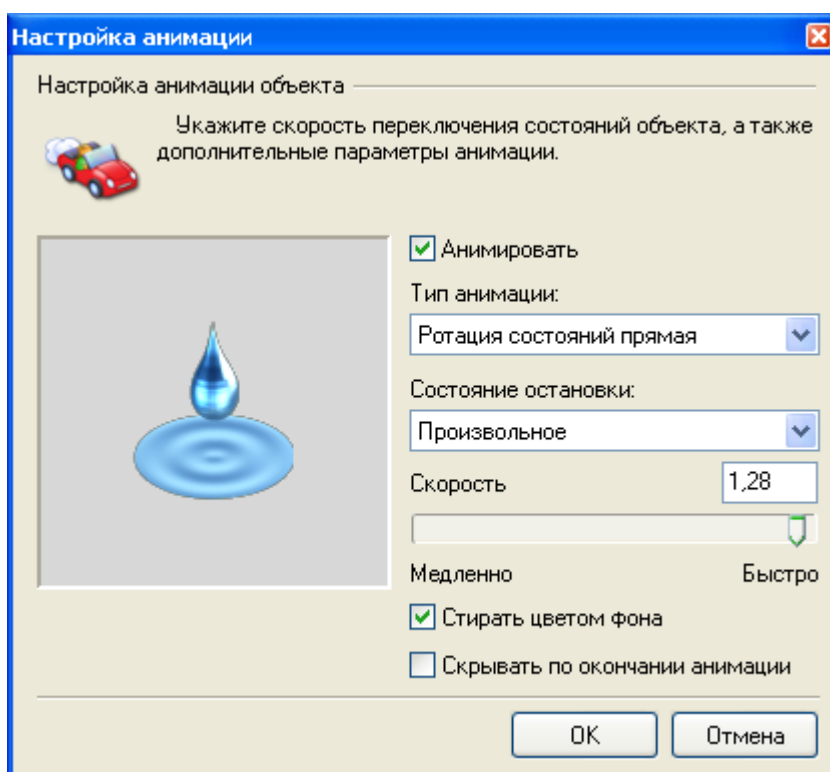 Настройка анимации
Настройка анимации объекта
Укажите скорость переключения состояний объекта, а также
дополнительные параметры анимации.
Анимировать
Тип анимации:
Ротация состояний прямая
Состояние остановки:
Произвольное
Скорость 1,28
Медленно Быстро
Стирать цветом фона
Скрывать по окончании анимации
OK Отмена